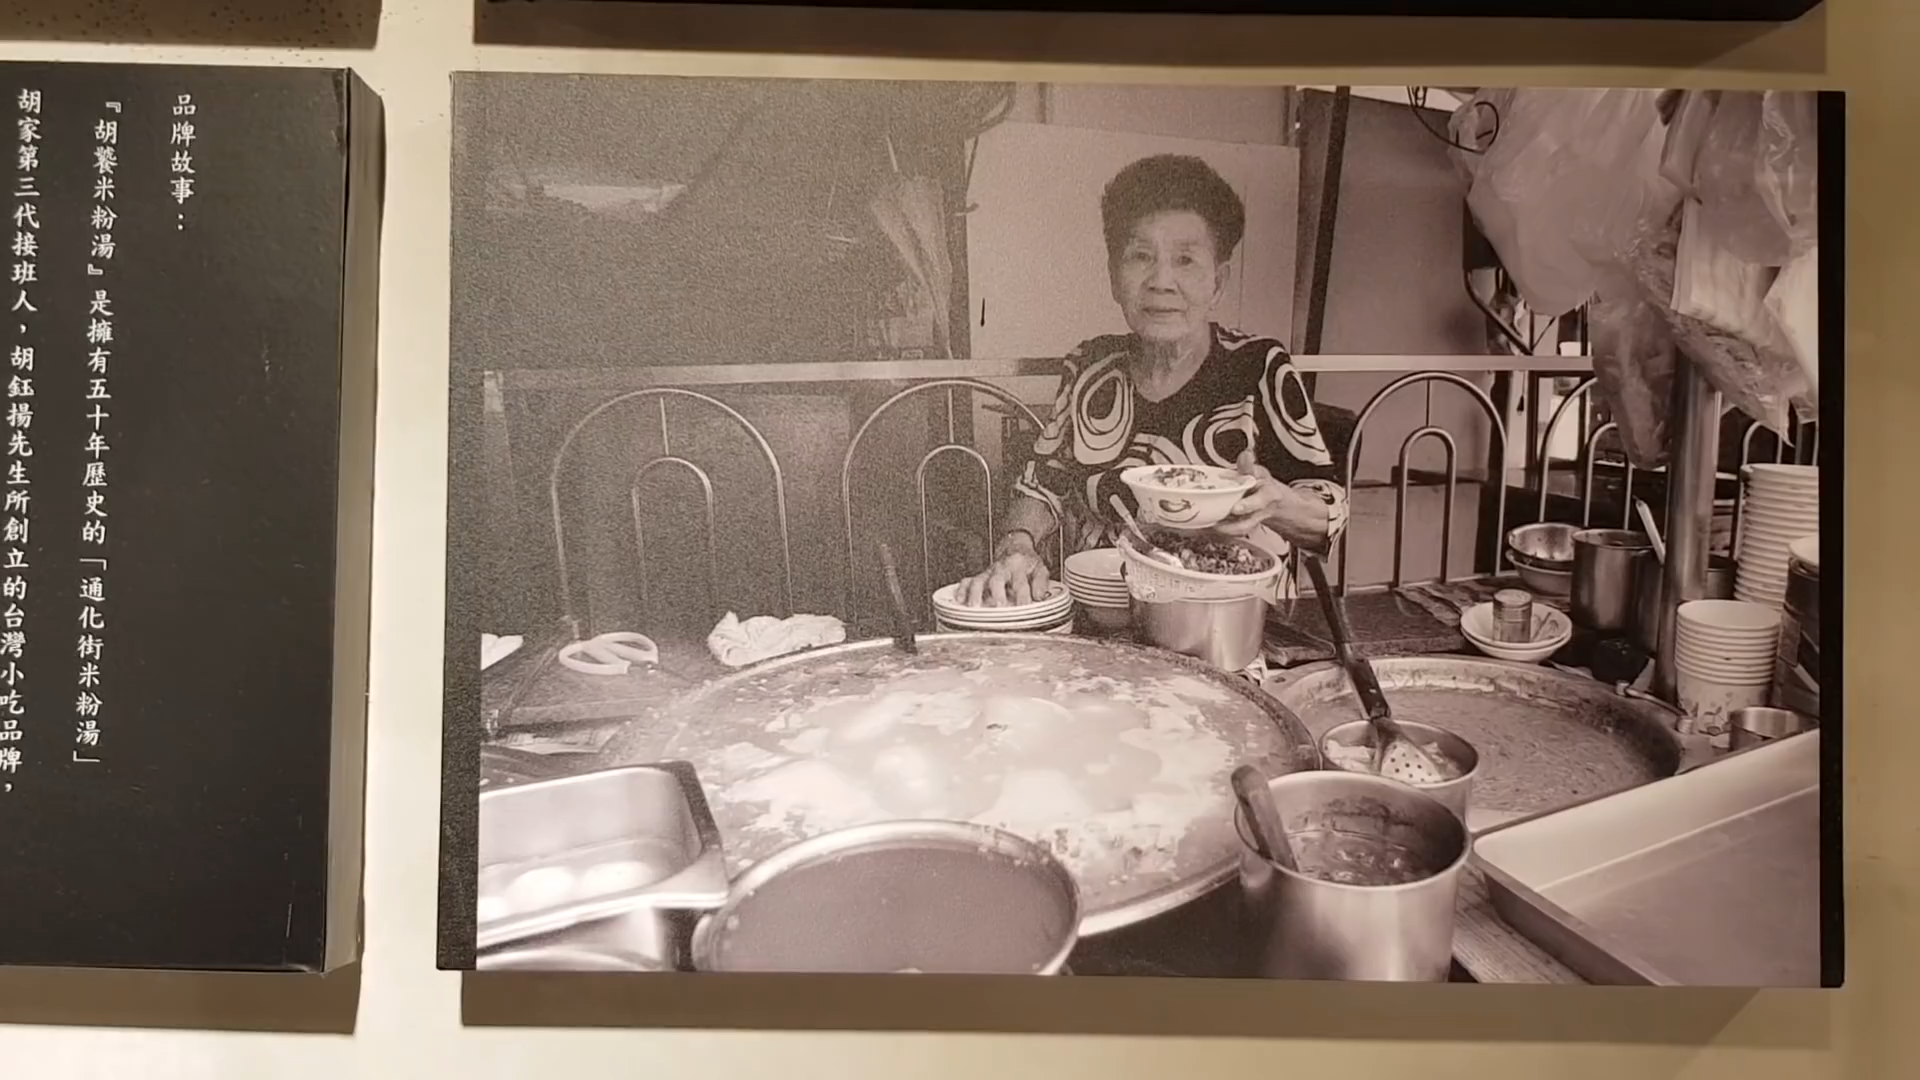 品牌故事：
『胡饕米粉湯』是擁有五十年歷史的「通化街米粉湯」
胡家第三代接班人，胡鈺揚先生所創立的台灣小吃品牌，